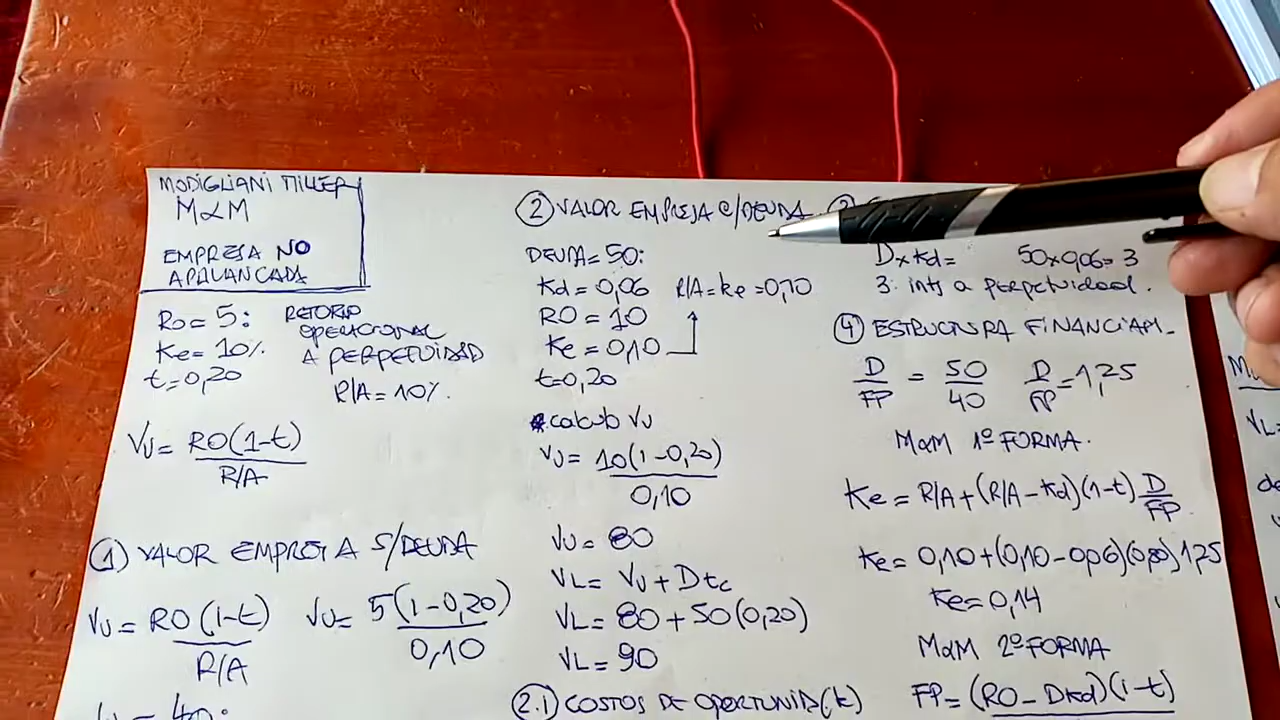 MODIGLIANI MILLER
M&M
EMPRESA NO
APALANCADA
RO = 5: RETORNO
OPERACIONAL
Ke = 10%. A PERPETUIDAD
t = 0,20
R/A = 10%.
VU = RO(1-t)
R/A
① VALOR EMPRESA S/DEUDA
VU = RO(1-t) VU = 5(1-0,20)
R/A 0,10
② VALOR EMPRESA C/DEUDA
DEUDA = 50:
Kd = 0,06 R/A = ke = 0,10
RO = 10
Ke = 0,10
t = 0,20
calculo VU
VU = 10(1-0,20)
0,10
VU = 80
VL = VU + Dtc
VL = 80 + 50(0,20)
VL = 90
2.1) COSTOS DE OPORTUNID(k)
D x Kd = 50 x 0,06 = 3
3. ints a perpetuidad.
④ ESTRUCTURA FINANCIAM.
D = 50 D = 1,25
FP 40 FP
M&M 1º FORMA.
Ke = R/A + (R/A - Kd)(1-t) D
FP
Ke = 0,10 + (0,10 - 0,06)(0,80) 1,25
Ke = 0,14
M&M 2º FORMA
FP = (RO - DKd)(1-t)